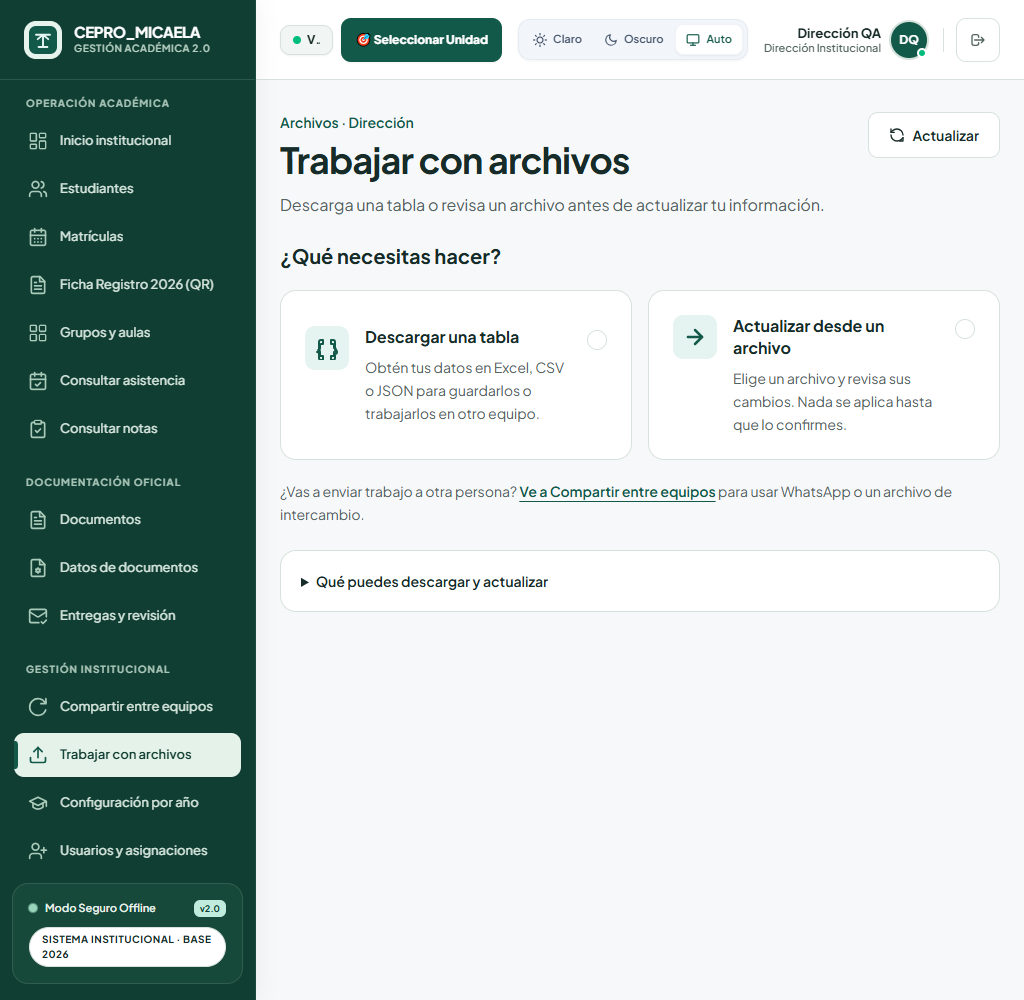 CEPRO_MICAELA
GESTIÓN ACADÉMICA 2.0
OPERACIÓN ACADÉMICA
Inicio institucional
Estudiantes
Matrículas
Ficha Registro 2026 (QR)
Grupos y aulas
Consultar asistencia
Consultar notas
DOCUMENTACIÓN OFICIAL
Documentos
Datos de documentos
Entregas y revisión
GESTIÓN INSTITUCIONAL
Compartir entre equipos
Trabajar con archivos
Configuración por año
Usuarios y asignaciones
Modo Seguro Offline
v2.0
SISTEMA INSTITUCIONAL · BASE
2026
V..
Seleccionar Unidad
Claro
Oscuro
Auto
Dirección QA
Dirección Institucional
DQ
Archivos · Dirección
Trabajar con archivos
Descarga una tabla o revisa un archivo antes de actualizar tu información.
Actualizar
¿Qué necesitas hacer?
Descargar una tabla
Obtén tus datos en Excel, CSV
o JSON para guardarlos o
trabajarlos en otro equipo.
Actualizar desde un
archivo
Elige un archivo y revisa sus
cambios. Nada se aplica hasta
que lo confirmes.
¿Vas a enviar trabajo a otra persona? Ve a Compartir entre equipos para usar WhatsApp o un archivo de
intercambio.
Qué puedes descargar y actualizar